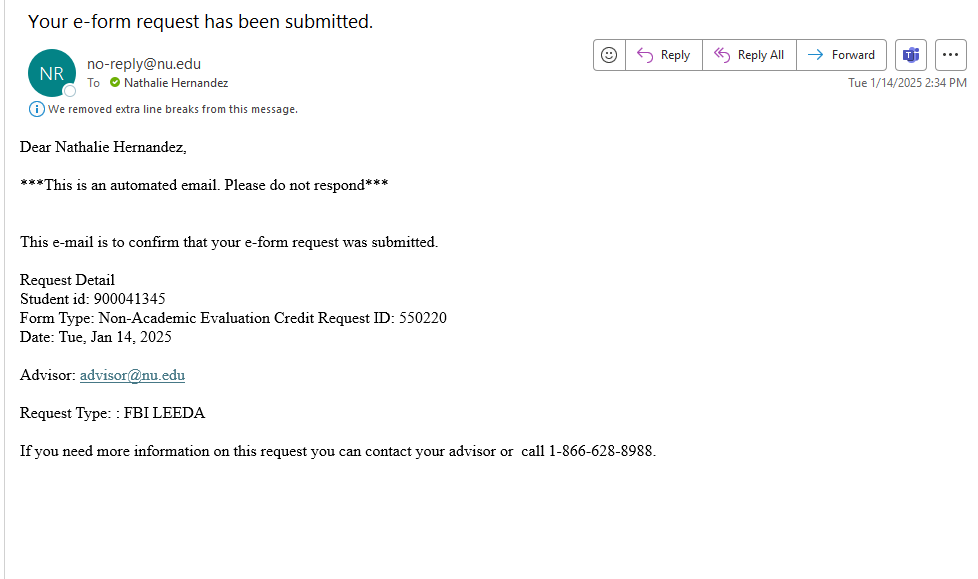 Your e-form request has been submitted.
NR
no-reply@nu.edu
To Nathalie Hernandez
Reply
Reply All
Forward
Tue 1/14/2025 2:34 PM
We removed extra line breaks from this message.
Dear Nathalie Hernandez,
***This is an automated email. Please do not respond***
This e-mail is to confirm that your e-form request was submitted.
Request Detail
Student id: 900041345
Form Type: Non-Academic Evaluation Credit Request ID: 550220
Date: Tue, Jan 14, 2025
Advisor: advisor@nu.edu
Request Type: : FBI LEEDA
If you need more information on this request you can contact your advisor or  call 1-866-628-8988.